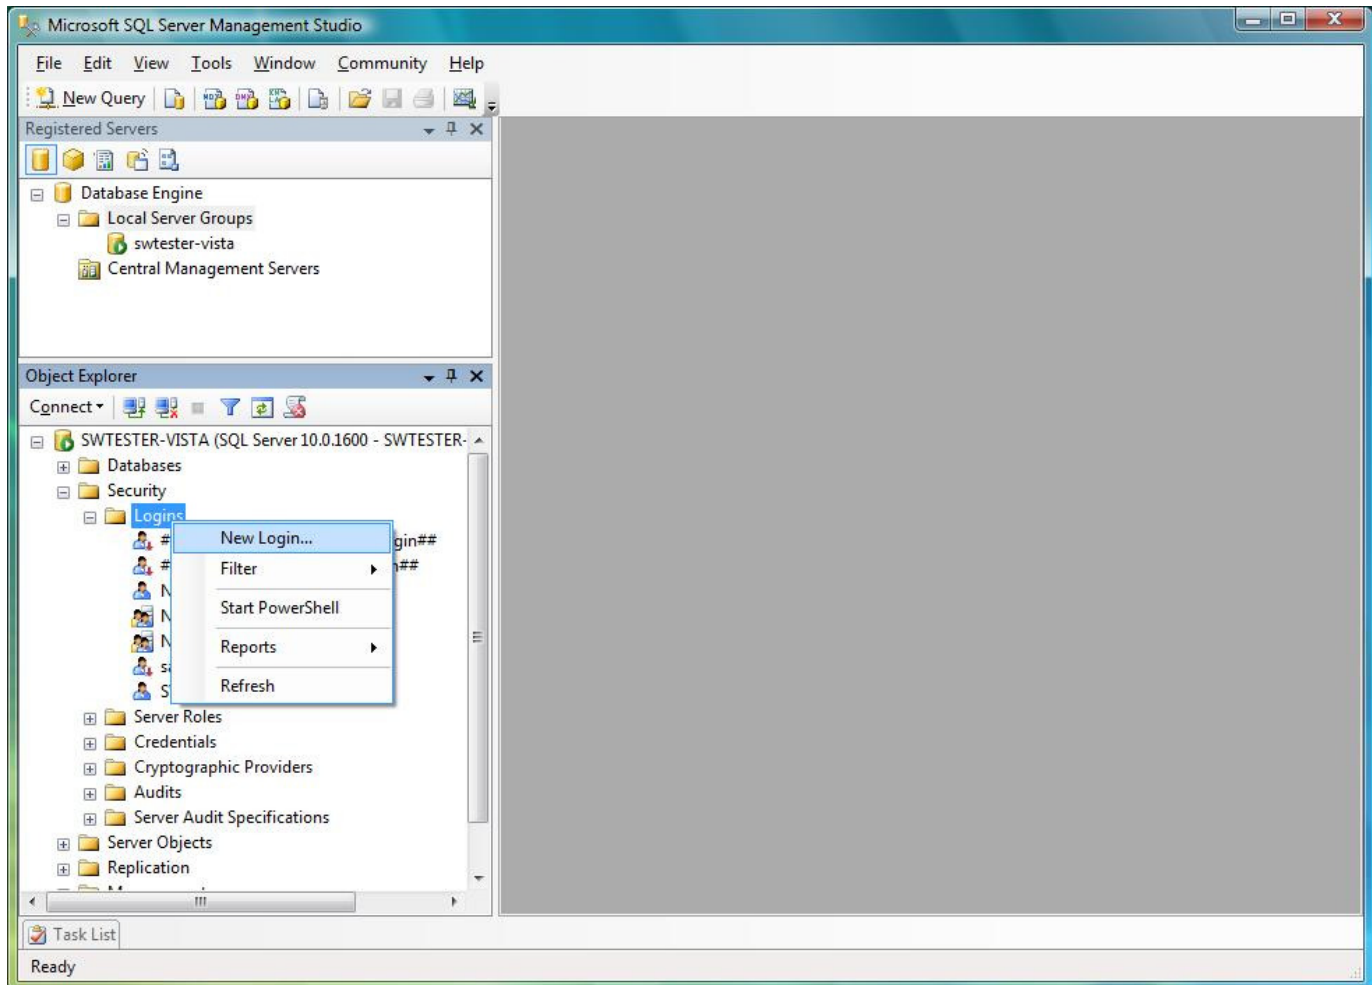 Microsoft SQL Server Management Studio
File Edit View Tools Window Community Help
New Query
Registered Servers
Database Engine
Local Server Groups
swtester-vista
Central Management Servers
Object Explorer
Connect
SWTESTER-VISTA (SQL Server 10.0.1600 - SWTESTER-
Databases
Security
Logins
New Login...
#
gin##
Filter
#
##
N
Start PowerShell
N
N
Reports
sa
S
Refresh
Server Roles
Credentials
Cryptographic Providers
Audits
Server Audit Specifications
Server Objects
Replication
Task List
Ready